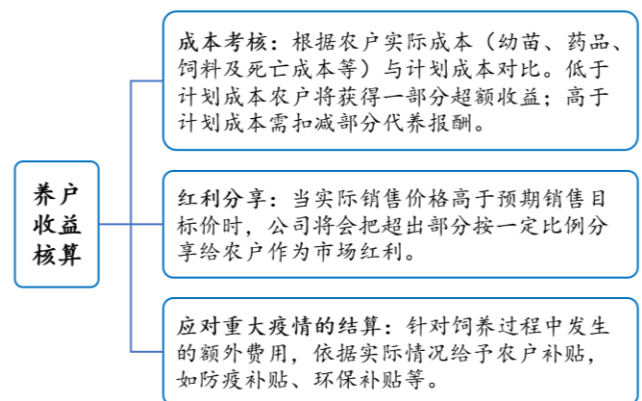 养户
收益
核算
成本考核：根据农户实际成本（幼苗、药品、
饲料及死亡成本等）与计划成本对比。低于
计划成本农户将获得一部分超额收益；高于
计划成本需扣减部分代养报酬。
红利分享：当实际销售价格高于预期销售目
标价时，公司将会把超出部分按一定比例分
享给农户作为市场红利。
应对重大疫情的结算：针对饲养过程中发生
的额外费用，依据实际情况给予农户补贴，
如防疫补贴、环保补贴等。